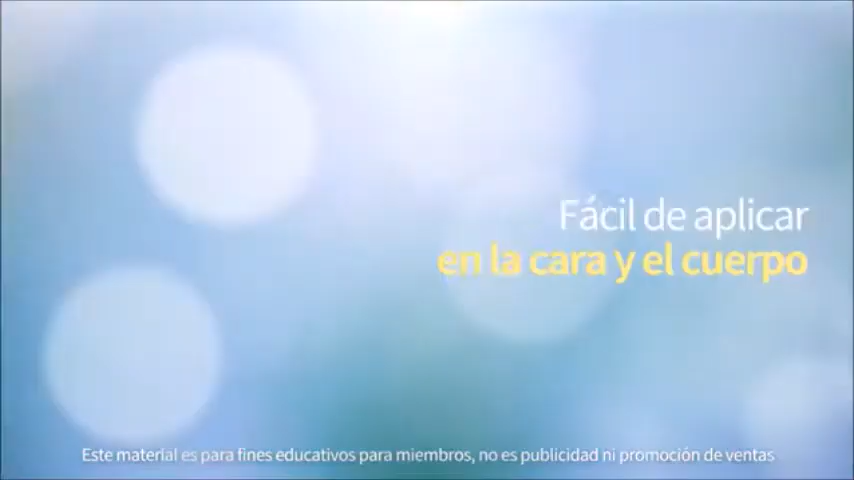 Fácil de aplicar
en la cara y el cuerpo
Este material es para fines educativos para miembros, no es publicidad ni promoción de ventas